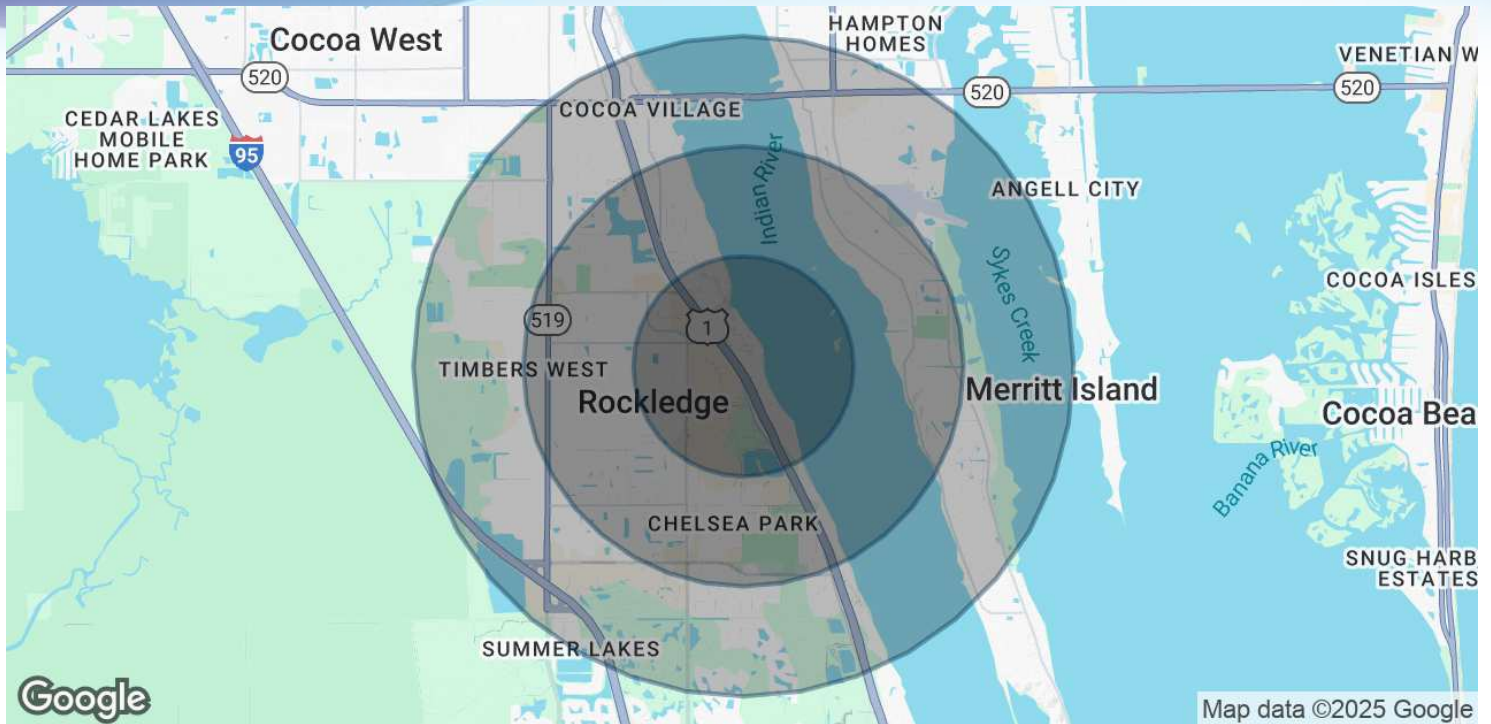 Cocoa West
HAMPTON
HOMES
VENETIAN W
520
520
520
CEDAR LAKES
MOBILE
HOME PARK
95
COCOA VILLAGE
Indian River
ANGELL CITY
Sykes Creek
COCOA ISLES
519
1
TIMBERS WEST
Rockledge
Merritt Island
Cocoa Bea
Banana River
CHELSEA PARK
SNUG HARB
ESTATES
SUMMER LAKES
Google
Map data ©2025 Google